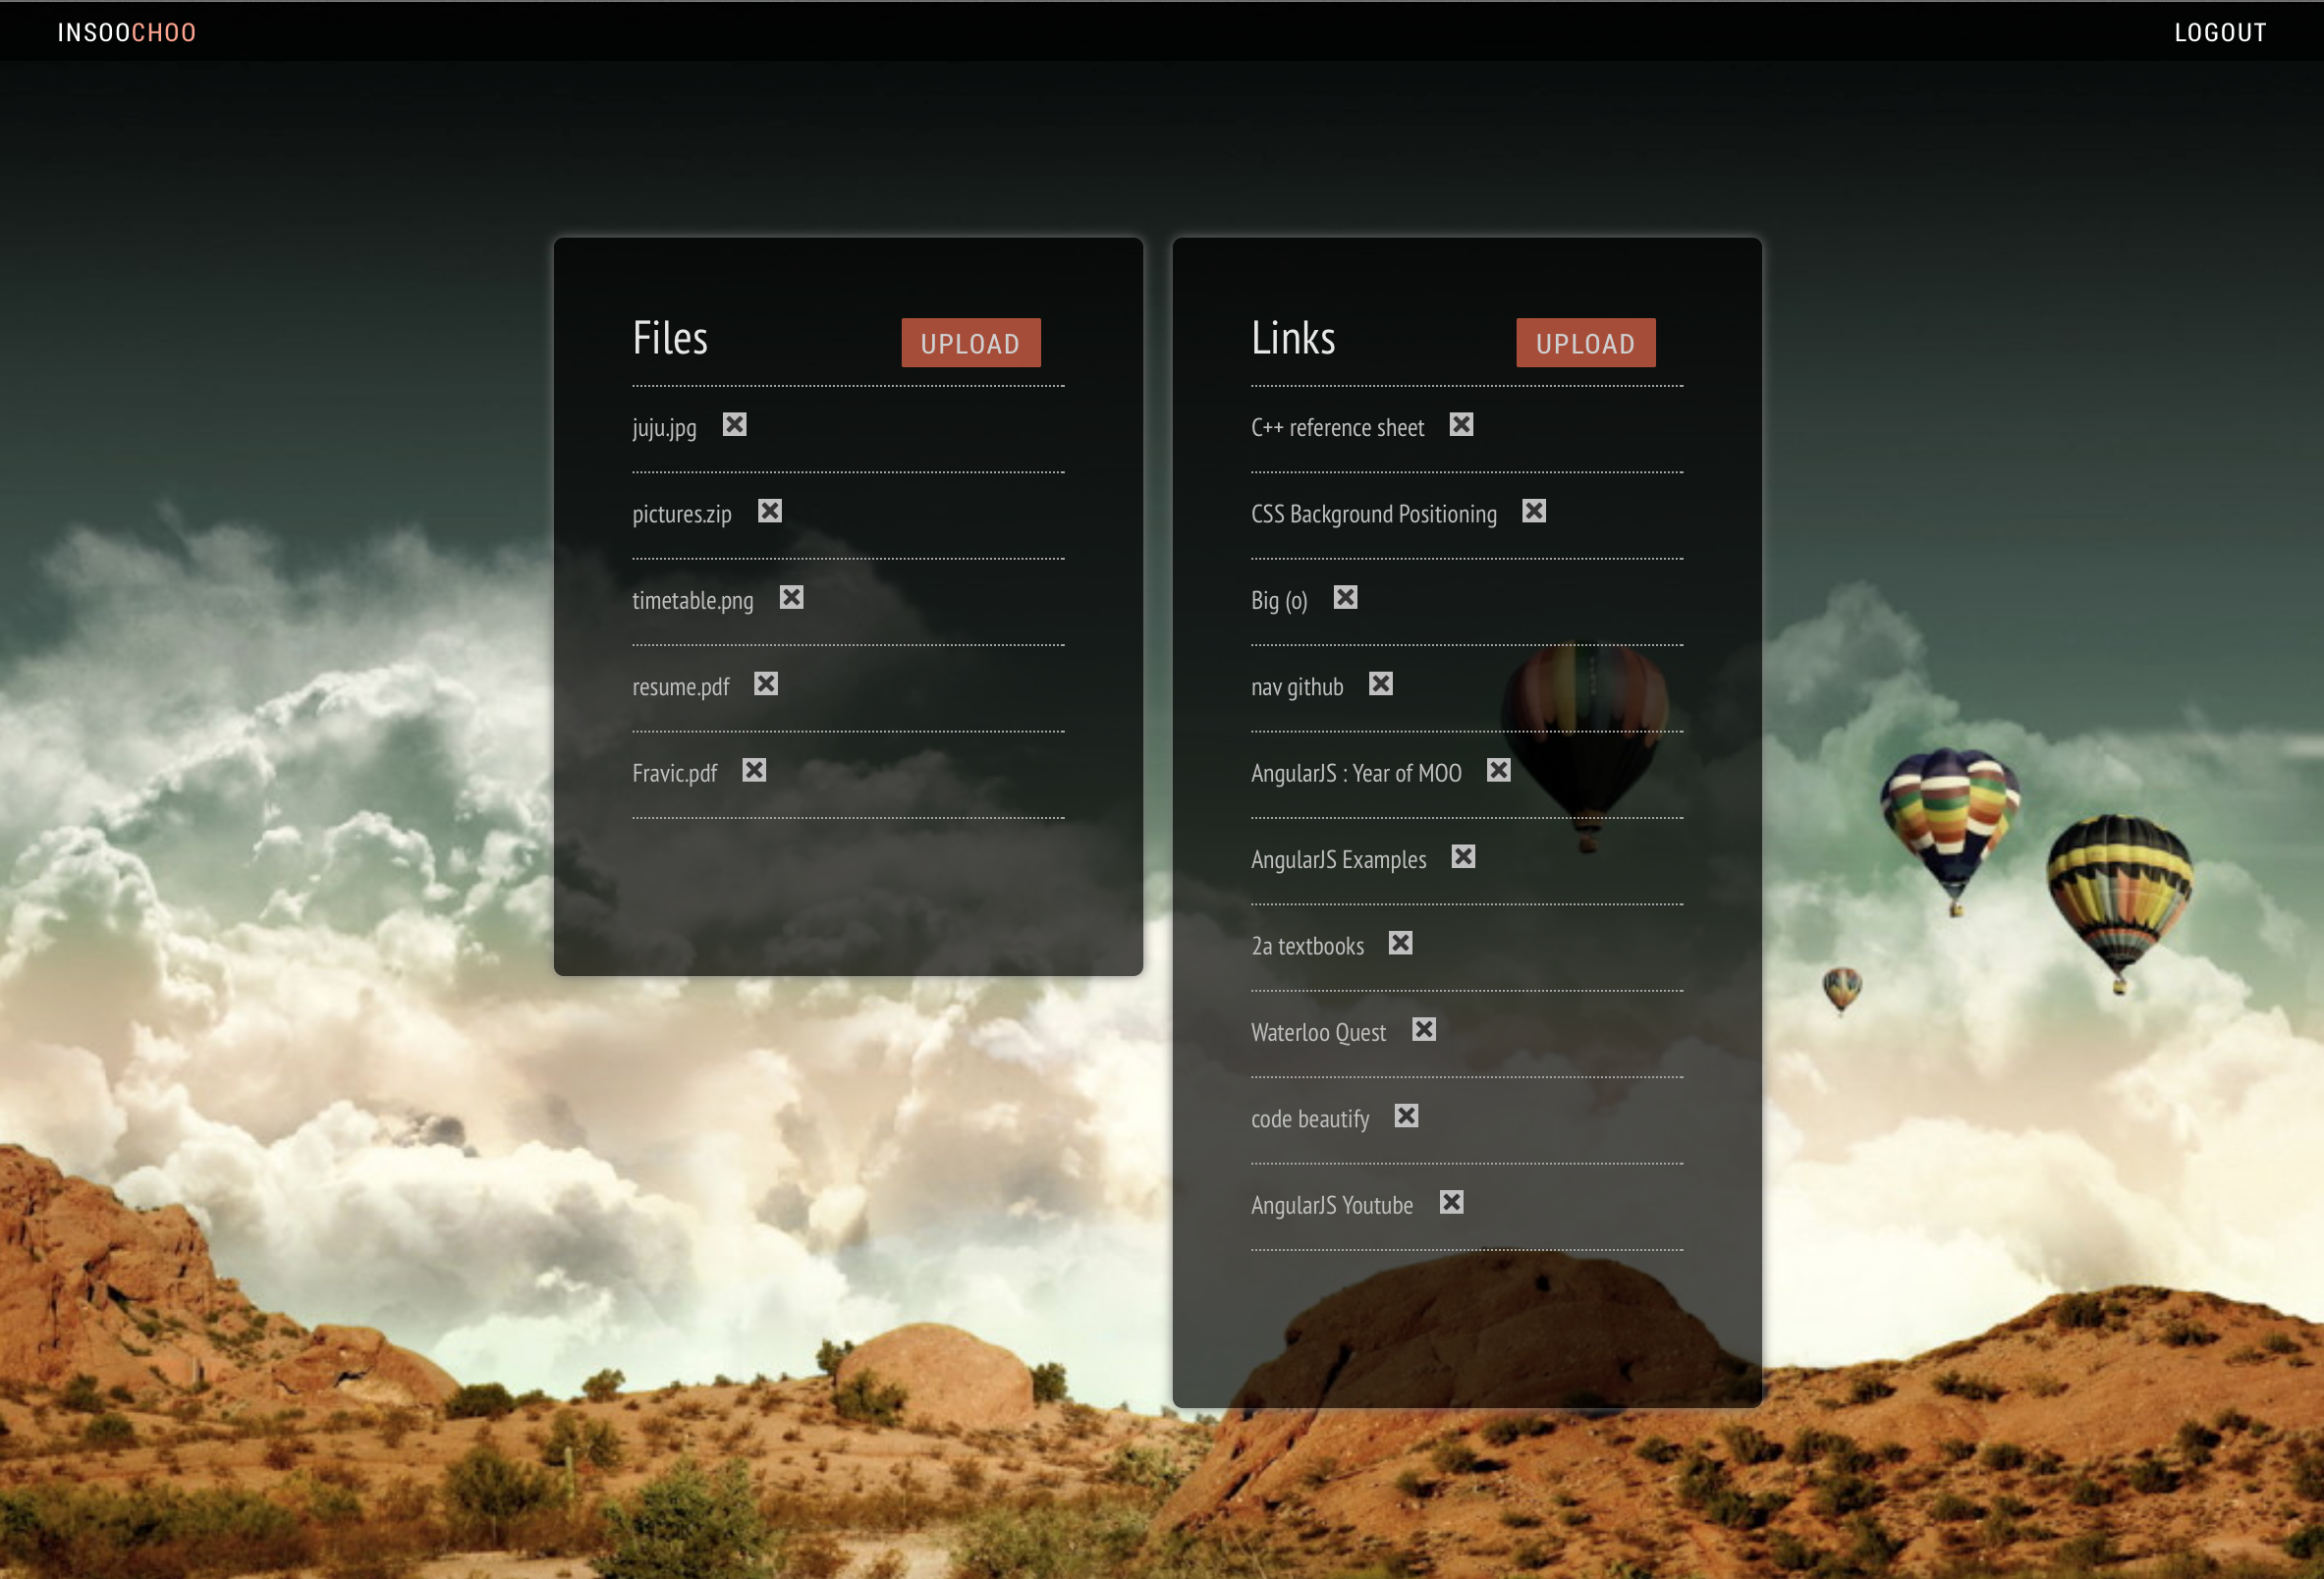 INSOOCHOO
LOGOUT
Files
UPLOAD
juju.jpg
pictures.zip
timetable.png
resume.pdf
Fravic.pdf
Links
UPLOAD
C++ reference sheet
CSS Background Positioning
Big (o)
nav github
AngularJS : Year of MOO
AngularJS Examples
2a textbooks
Waterloo Quest
code beautify
AngularJS Youtube